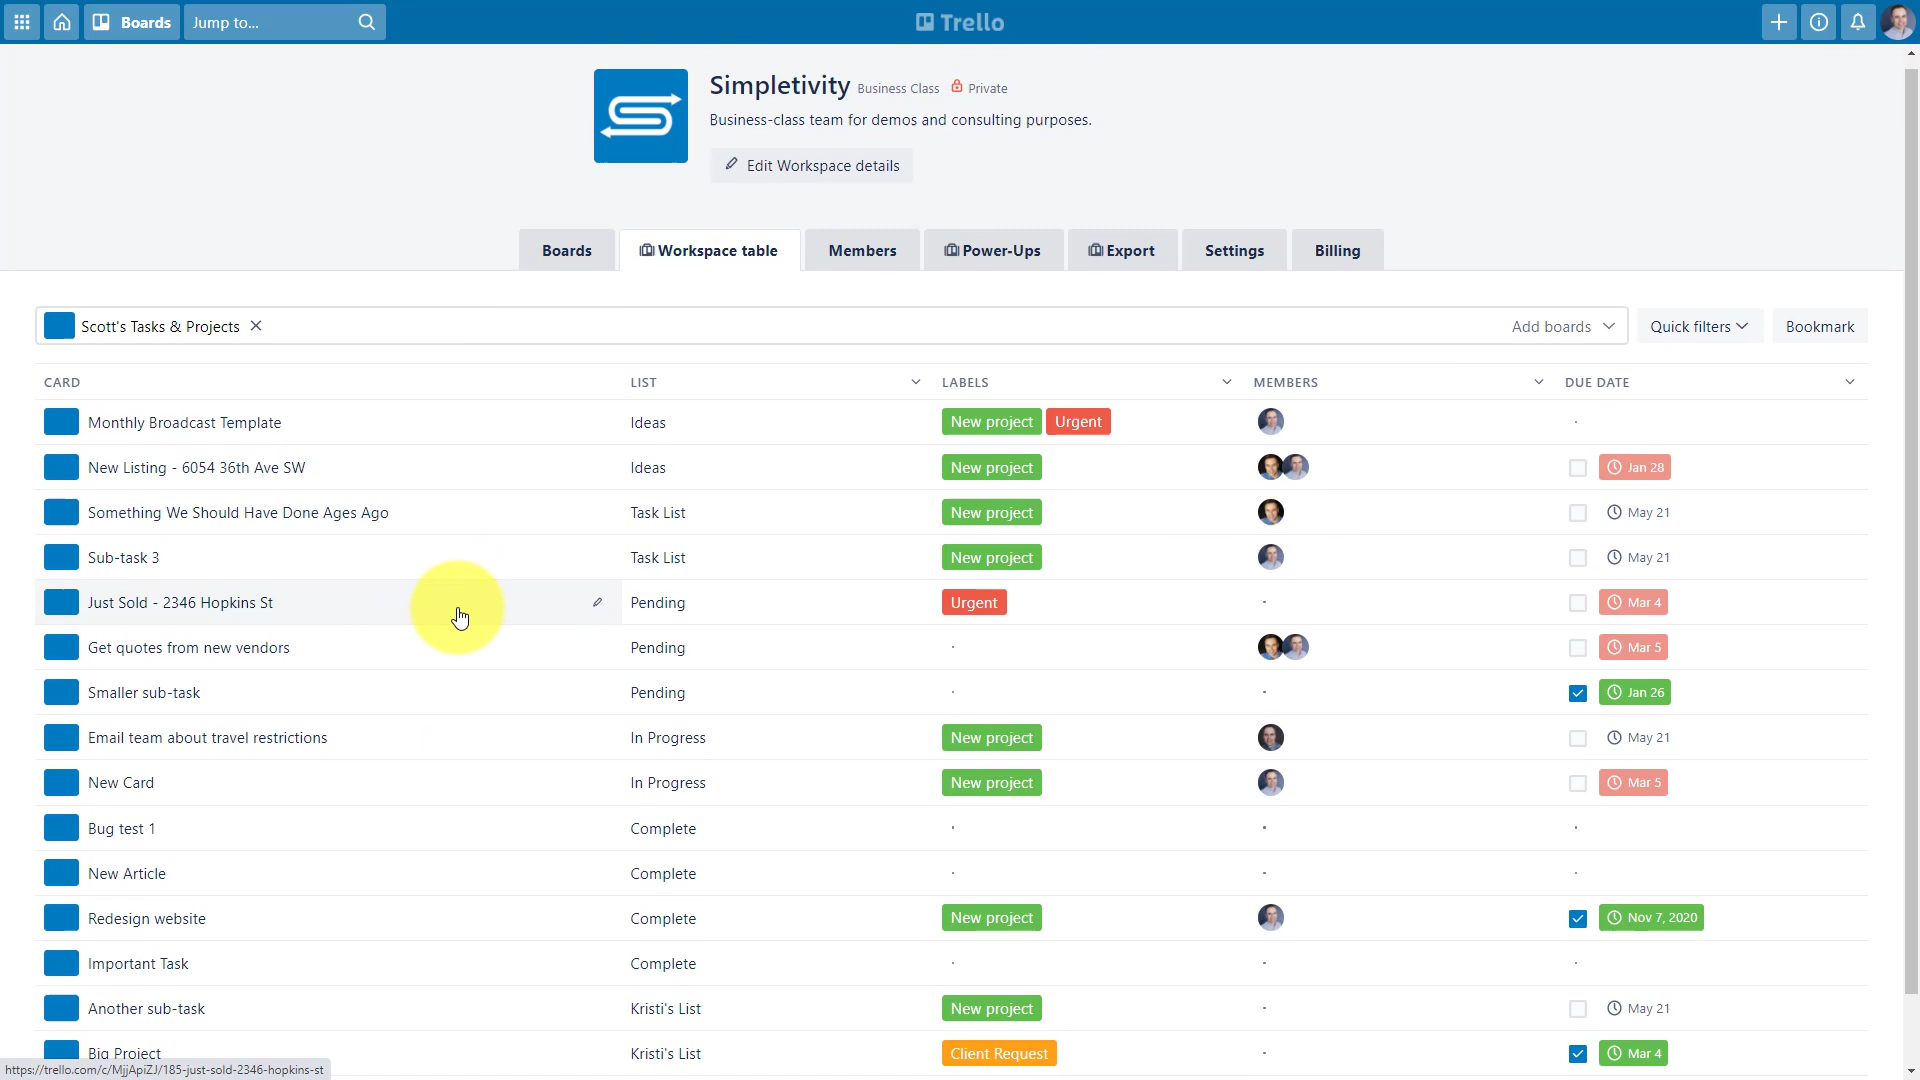 Boards
Jump to...
Trello
Simpletivity Business Class Private
Business-class team for demos and consulting purposes.
Edit Workspace details
Boards
Workspace table
Members
Power-Ups
Export
Settings
Billing
Scott's Tasks & Projects
Add boards
Quick filters
Bookmark
CARD LIST LABELS MEMBERS DUE DATE
Monthly Broadcast Template Ideas New project Urgent
New Listing - 6054 36th Ave SW Ideas New project Jan 28
Something We Should Have Done Ages Ago Task List New project May 21
Sub-task 3 Task List New project May 21
Just Sold - 2346 Hopkins St Pending Urgent Mar 4
Get quotes from new vendors Pending Mar 5
Smaller sub-task Pending Jan 26
Email team about travel restrictions In Progress New project May 21
New Card In Progress New project Mar 5
Bug test 1 Complete
New Article Complete
Redesign website Complete New project Nov 7, 2020
Important Task Complete
Another sub-task Kristi's List New project May 21
Big Project Kristi's List Client Request Mar 4
https://trello.com/c/MjjApiZJ/185-just-sold-2346-hopkins-st